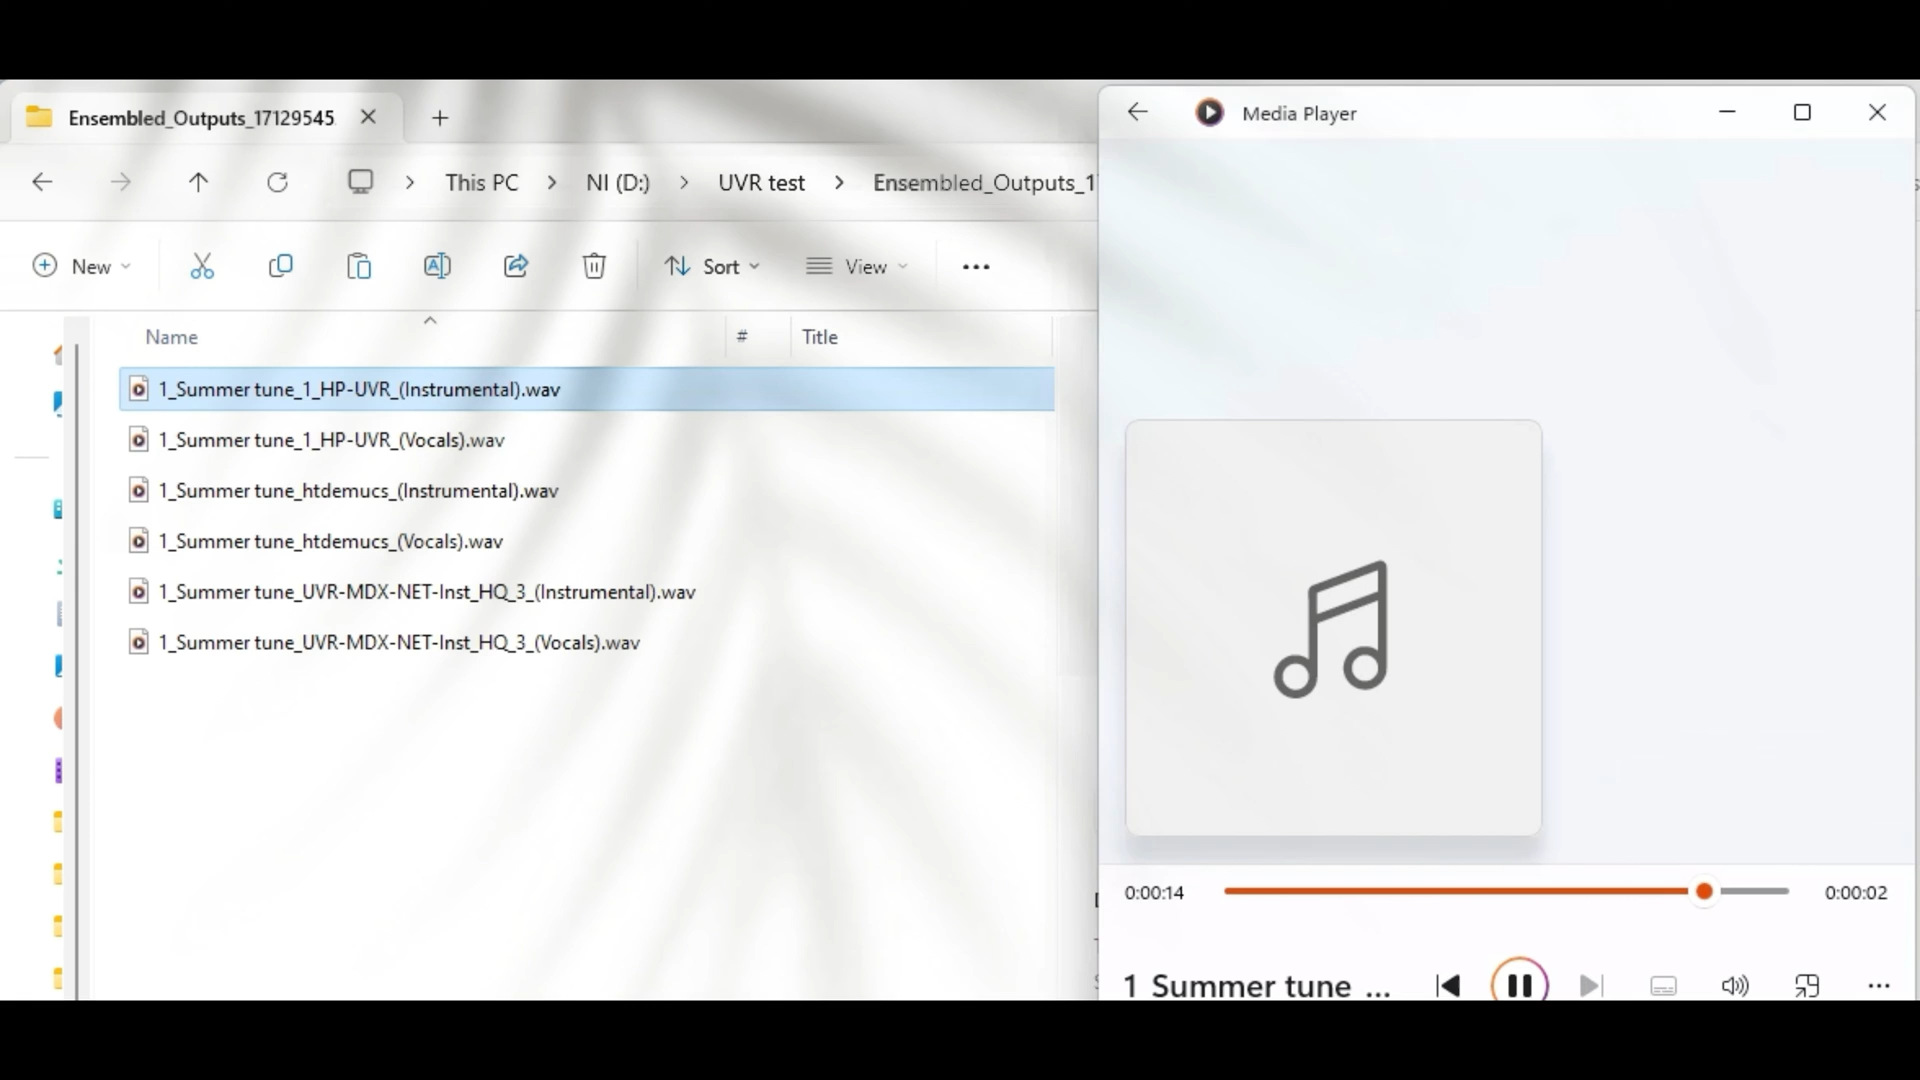 Ensembled_Outputs_17129545
Media Player
This PC
NI (D:)
UVR test
Ensembled_Outputs_1
New
Sort
View
Name
#
Title
1_Summer tune_1_HP-UVR_(Instrumental).wav
1_Summer tune_1_HP-UVR_(Vocals).wav
1_Summer tune_htdemucs_(Instrumental).wav
1_Summer tune_htdemucs_(Vocals).wav
1_Summer tune_UVR-MDX-NET-Inst_HQ_3_(Instrumental).wav
1_Summer tune_UVR-MDX-NET-Inst_HQ_3_(Vocals).wav
0:00:14
0:00:02
1 Summer tune ...